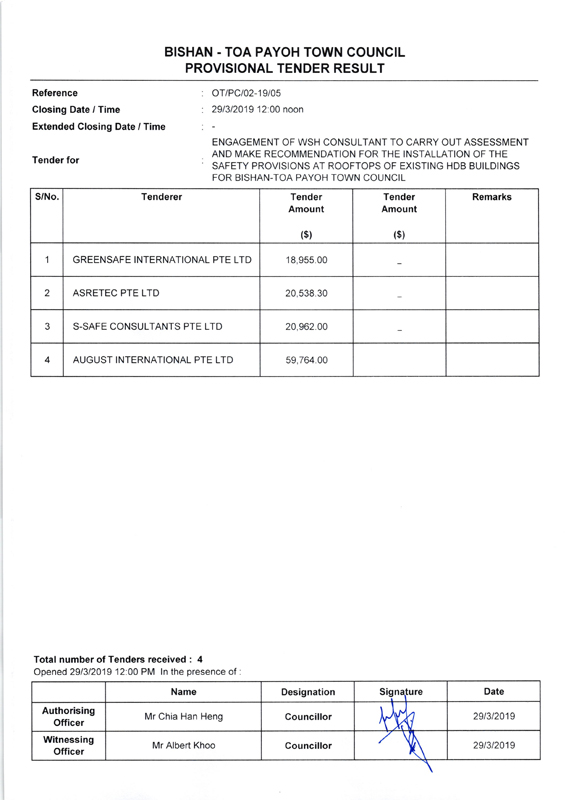 BISHAN - TOA PAYOH TOWN COUNCIL
PROVISIONAL TENDER RESULT
Reference : OT/PC/02-19/05
Closing Date / Time : 29/3/2019 12:00 noon
Extended Closing Date / Time : -
Tender for : ENGAGEMENT OF WSH CONSULTANT TO CARRY OUT ASSESSMENT
AND MAKE RECOMMENDATION FOR THE INSTALLATION OF THE
SAFETY PROVISIONS AT ROOFTOPS OF EXISTING HDB BUILDINGS
FOR BISHAN-TOA PAYOH TOWN COUNCIL
S/No. Tenderer Tender Tender Remarks
Amount Amount
($) ($)
1 GREENSAFE INTERNATIONAL PTE LTD 18,955.00 –
2 ASRETEC PTE LTD 20,538.30 –
3 S-SAFE CONSULTANTS PTE LTD 20,962.00 –
4 AUGUST INTERNATIONAL PTE LTD 59,764.00
Total number of Tenders received : 4
Opened 29/3/2019 12:00 PM In the presence of :
Name Designation Signature Date
Authorising
Officer Mr Chia Han Heng Councillor 29/3/2019
Witnessing
Officer Mr Albert Khoo Councillor 29/3/2019